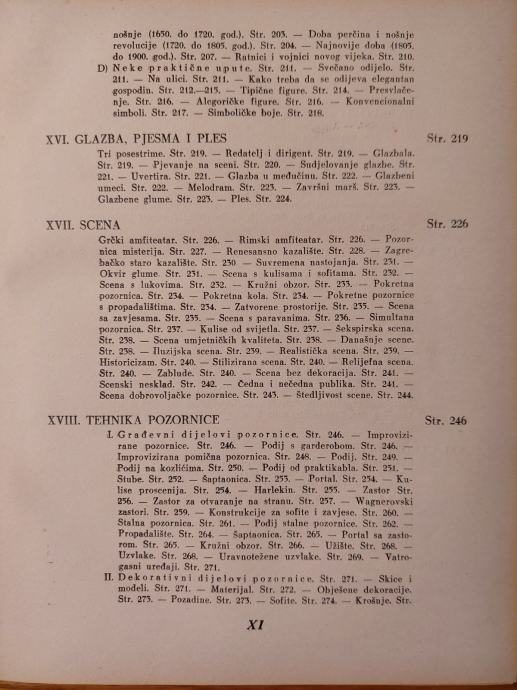 nošnje (1650. do 1720. god.). Str. 203. — Doba perčina i nošnje
revolucije (1720. do 1805. god.). Str. 204. — Najnovije doba (1805.
do 1900. god.). Str. 207. — Ratnici i vojnici novog vijeka. Str. 210.
D) Neke praktične upute. Str. 211. — Svečano odijelo. Str.
211. — Na ulici. Str. 211. — Kako treba da se odijeva elegantan
gospodin. Str. 212.—215. — Tipične figure. Str. 214. — Presvlače-
nje. Str. 216. — Alegoričke figure. Str. 216. — Konvencionalni
simboli. Str. 217. — Simboličke boje. Str. 218.
XVI. GLAZBA, PJESMA I PLES Str. 219
Tri posestrime. Str. 219. — Redatelj i dirigent. Str. 219. — Glazbala.
Str. 219. — Pjevanje na sceni. Str. 220. — Sudjelovanje glazbe. Str.
221. — Uvertira. Str. 221. — Glazba u međučinu. Str. 222. — Glazbeni
umeci. Str. 222. — Melodram. Str. 223. — Završni marš. Str. 223. —
Glazbene glume. Str. 223. — Ples. Str. 224.
XVII. SCENA Str. 226
Grčki amfiteatar. Str. 226. — Rimski amfiteatar. Str. 226. — Pozor-
nica misterija. Str. 227. — Renesansno kazalište. Str. 228. — Zagre-
bačko staro kazalište. Str. 230. — Suvremena nastojanja. Str. 231. —
Okvir glume. Str. 231. — Scena s kulisama i sofitama. Str. 232. —
Scena s lukovima. Str. 232. — Kružni obzor. Str. 233. — Pokretna
pozornica. Str. 234. — Pokretna kola. Str. 234. — Pokretne pozornice
s propadalištima. Str. 234. — Zatvorene prostorije. Str. 235. — Scena
sa zavjesama. Str. 235. — Scena s paravanima. Str. 236. — Simultana
pozornica. Str. 237. — Kulise od svijetla. Str. 237. — Šekspirska scena.
Str. 238. — Scena umjetničkih kvaliteta. Str. 238. — Današnje scene.
Str. 238. — Iluzijska scena. Str. 239. — Realistička scena. Str. 239. —
Historicizam. Str. 240. — Stilizirana scena. Str. 240. — Relijefna scena.
Str. 240. — Zablude. Str. 240. — Scena bez dekoracija. Str. 241. —
Scenski nesklad. Str. 242. — Čedna i nečedna publika. Str. 241. —
Scena dobrovoljačke pozornice. Str. 243. — Štedljivost scene. Str. 244.
XVIII. TEHNIKA POZORNICE Str. 246
I. Građevni dijelovi pozornice. Str. 246. — Improvizi-
rane pozornice. Str. 246. — Podij s garderobom. Str. 246. —
Improvizirana pomična pozornica. Str. 248. — Podij. Str. 249. —
Podij na kozlićima. Str. 250. — Podij od praktikabla. Str. 251. —
Stube. Str. 252. — Šaptaonica. Str. 253. — Portal. Str. 254. — Ku-
lise proscenija. Str. 254. — Harlekin. Str. 255. — Zastor Str.
256. — Zastor za otvaranje na stranu. Str. 257. — Wagnerovski
zastori. Str. 259. — Konstrukcije za sofite i zavjese. Str. 260. —
Stalna pozornica. Str. 261. — Podij stalne pozornice. Str. 262. —
Propadalište. Str. 264. — Šaptaonica. Str. 265. — Portal sa zasto-
rom. Str. 265. — Kružni obzor. Str. 266. — Užište. Str. 268. —
Uzvlake. Str. 268. — Uravnotežene uzvlake. Str. 269. — Vatro-
gasni uređaji. Str. 271.
II. Dekorativni dijelovi pozornice. Str. 271. — Skice i
modeli. Str. 271. — Materijal. Str. 272. — Obješene dekoracije.
Str. 273. — Pozadine. Str. 273. — Sofite. Str. 274. — Krošnje. Str.
XI